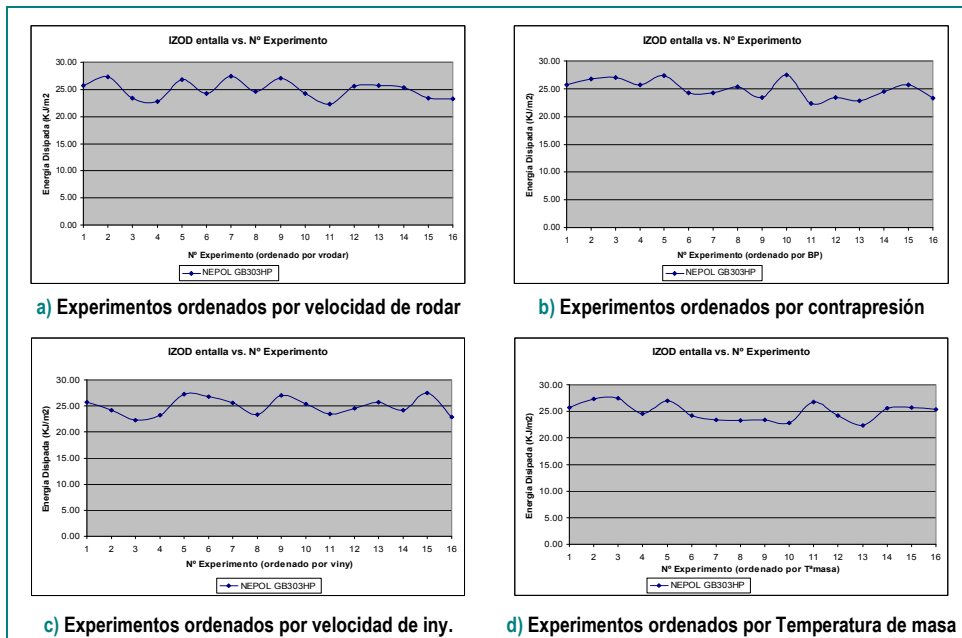 IZOD entalla vs. Nº Experimento
Energía Disipada (KJ/m2
30.00
25.00
20.00
15.00
10.00
5.00
0.00
1 2 3 4 5 6 7 8 9 10 11 12 13 14 15 16
Nº Experimento (ordenado por vrodar)
NEPOL GB303HP
a) Experimentos ordenados por velocidad de rodar
IZOD entalla vs. Nº Experimento
Energía Disipada (KJ/m2)
30.00
25.00
20.00
15.00
10.00
5.00
0.00
1 2 3 4 5 6 7 8 9 10 11 12 13 14 15 16
Nº Experimento (ordenado por BP)
NEPOL GB303HP
b) Experimentos ordenados por contrapresión
IZOD entalla vs. Nº Experimento
Energía Disipada (KJ/m2)
30.00
25.00
20.00
15.00
10.00
5.00
0.00
1 2 3 4 5 6 7 8 9 10 11 12 13 14 15 16
Nº Experimento (ordenado por viny)
NEPOL GB303HP
c) Experimentos ordenados por velocidad de iny.
IZOD entalla vs. Nº Experimento
Energía Disipada (KJ/m2)
30.00
25.00
20.00
15.00
10.00
5.00
0.00
1 2 3 4 5 6 7 8 9 10 11 12 13 14 15 16
Nº Experimento (ordenado por Tªmasa)
NEPOL GB303HP
d) Experimentos ordenados por Temperatura de masa